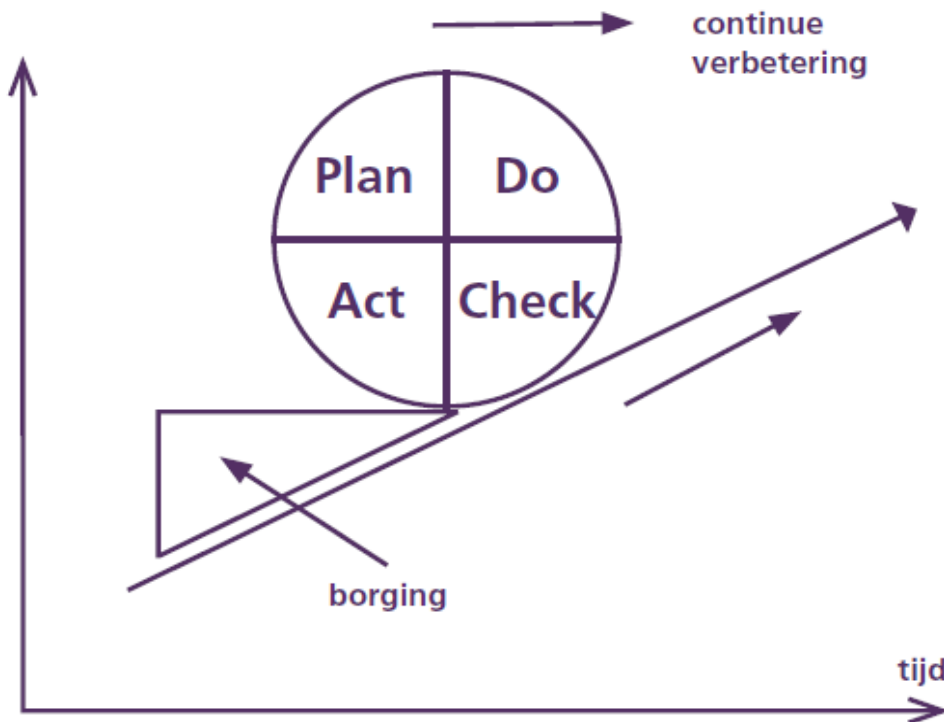 continue
verbetering
Plan
Do
Act
Check
borging
tijd